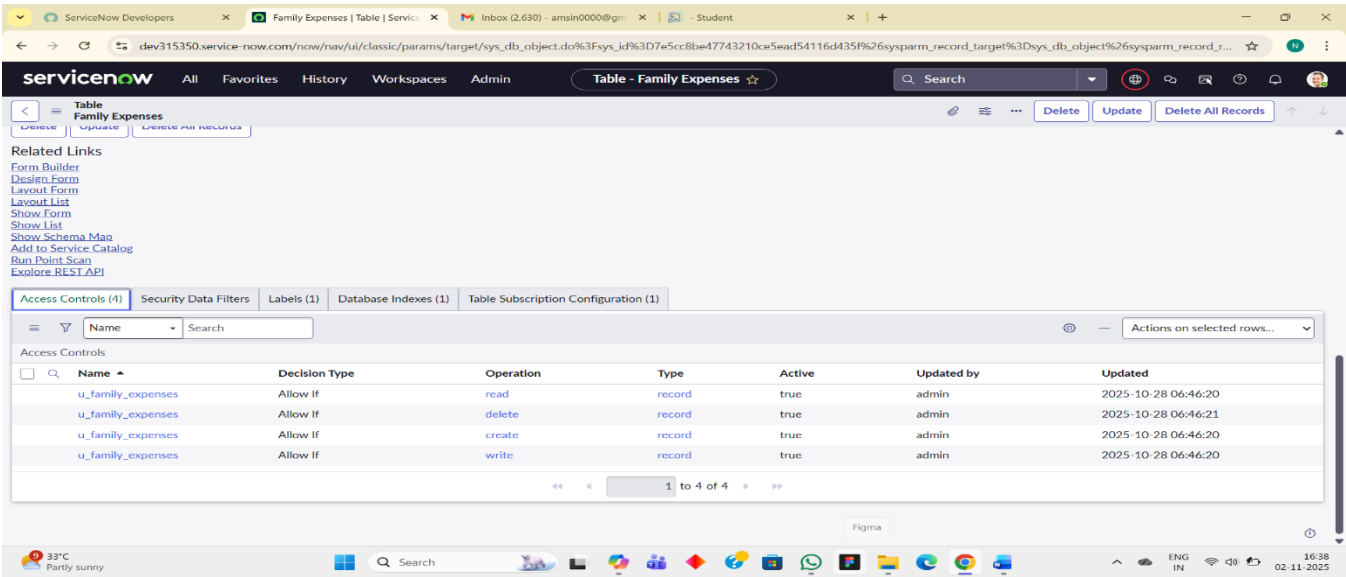 ServiceNow Developers
Family Expenses | Table | Servic
Inbox (2,630) - amsin0000@gm
- Student
dev315350.service-now.com/now/nav/ui/classic/params/target/sys_db_object.do%3Fsys_id%3D7e5cc8be47743210ce5ead54116d435f%26sysparm_record_target%3Dsys_db_object%26sysparm_record_r...
N
servicenow All Favorites History Workspaces Admin Table - Family Expenses Search
Table
Family Expenses
Delete Update Delete All Records
Delete Update Delete All Records
Related Links
Form Builder
Design Form
Layout Form
Layout List
Show Form
Show List
Show Schema Map
Add to Service Catalog
Run Point Scan
Explore REST API
Access Controls (4) Security Data Filters Labels (1) Database Indexes (1) Table Subscription Configuration (1)
Name Search Actions on selected rows...
Access Controls
Name Decision Type Operation Type Active Updated by Updated
u_family_expenses Allow If read record true admin 2025-10-28 06:46:20
u_family_expenses Allow If delete record true admin 2025-10-28 06:46:21
u_family_expenses Allow If create record true admin 2025-10-28 06:46:20
u_family_expenses Allow If write record true admin 2025-10-28 06:46:20
1 to 4 of 4
Figma
9
33°C
Partly sunny
Search
ENG
IN
16:38
02-11-2025